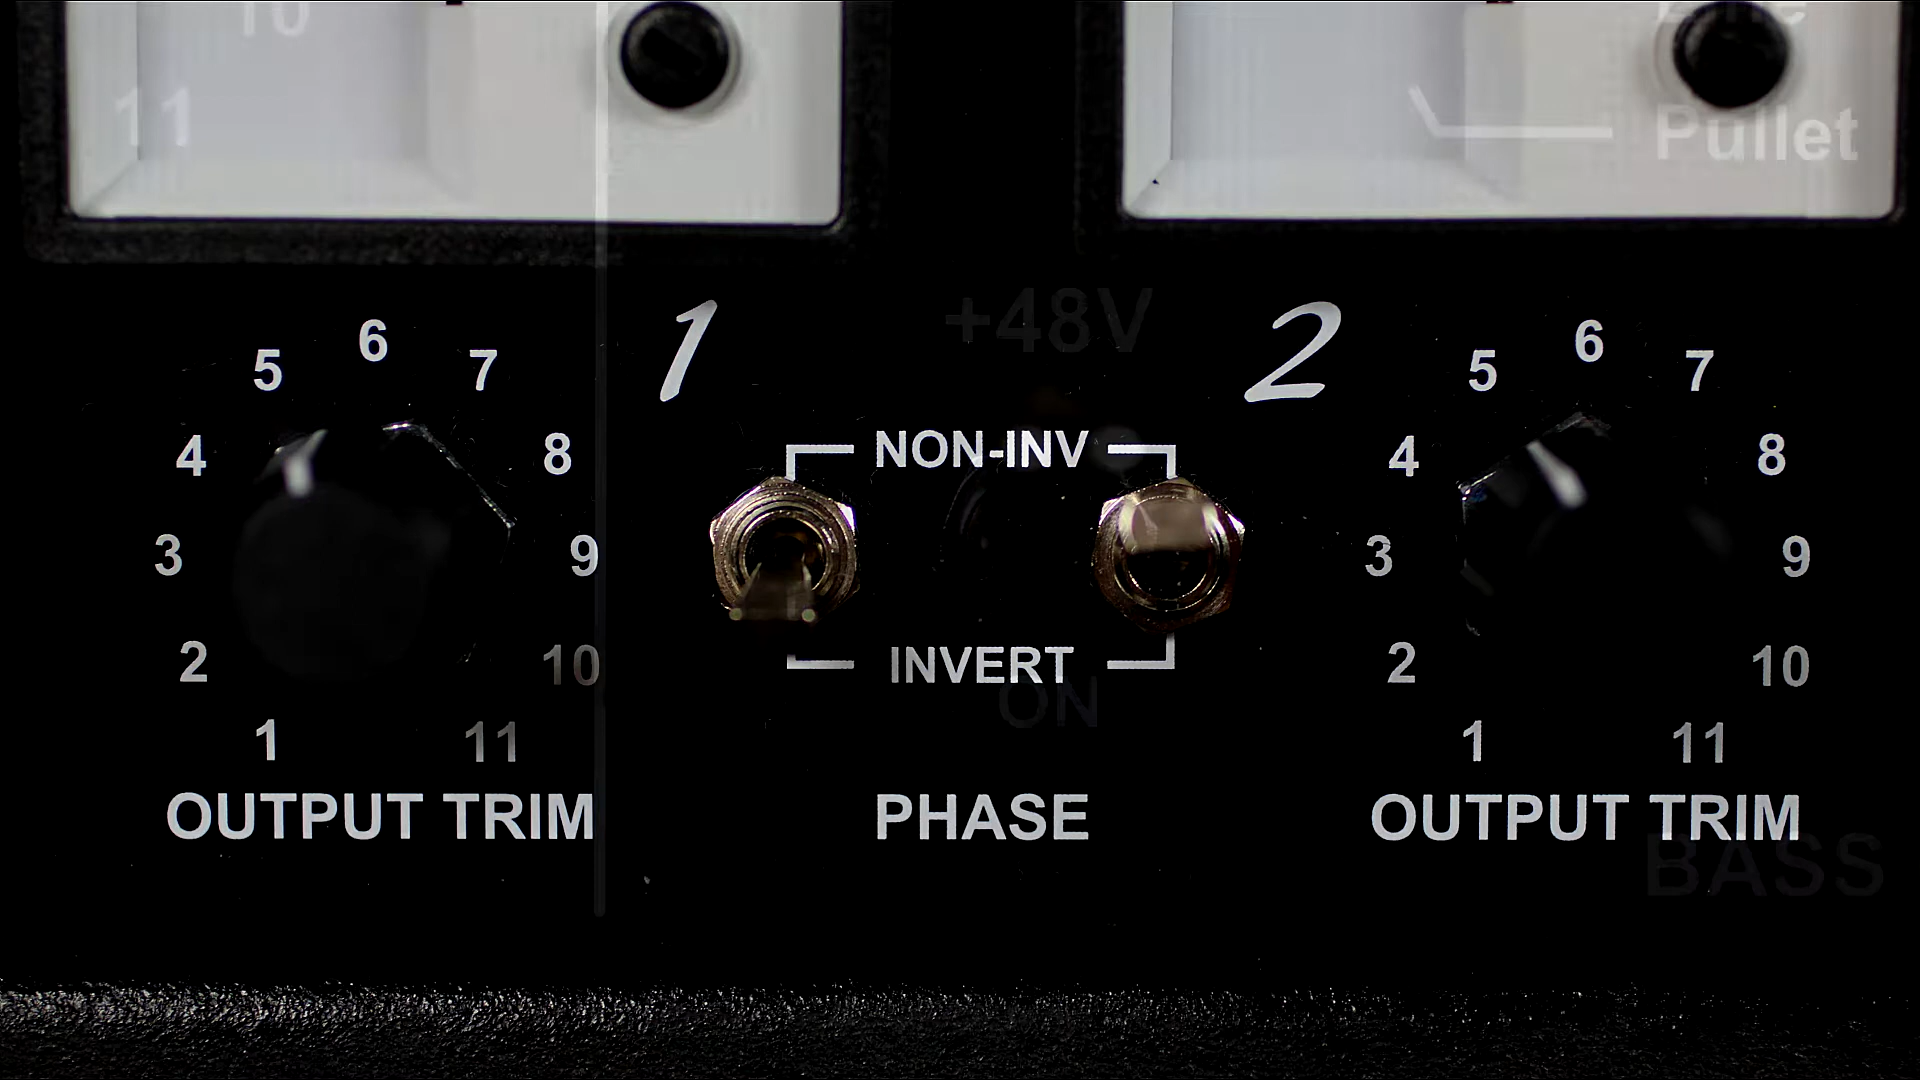 10
11
Line
Pullet
1
+48V
2
5 6 7
4 8
3 9
2 10
1 11
OUTPUT TRIM
NON-INV
INVERT
ON
PHASE
5 6 7
4 8
3 9
2 10
1 11
OUTPUT TRIM
BASS